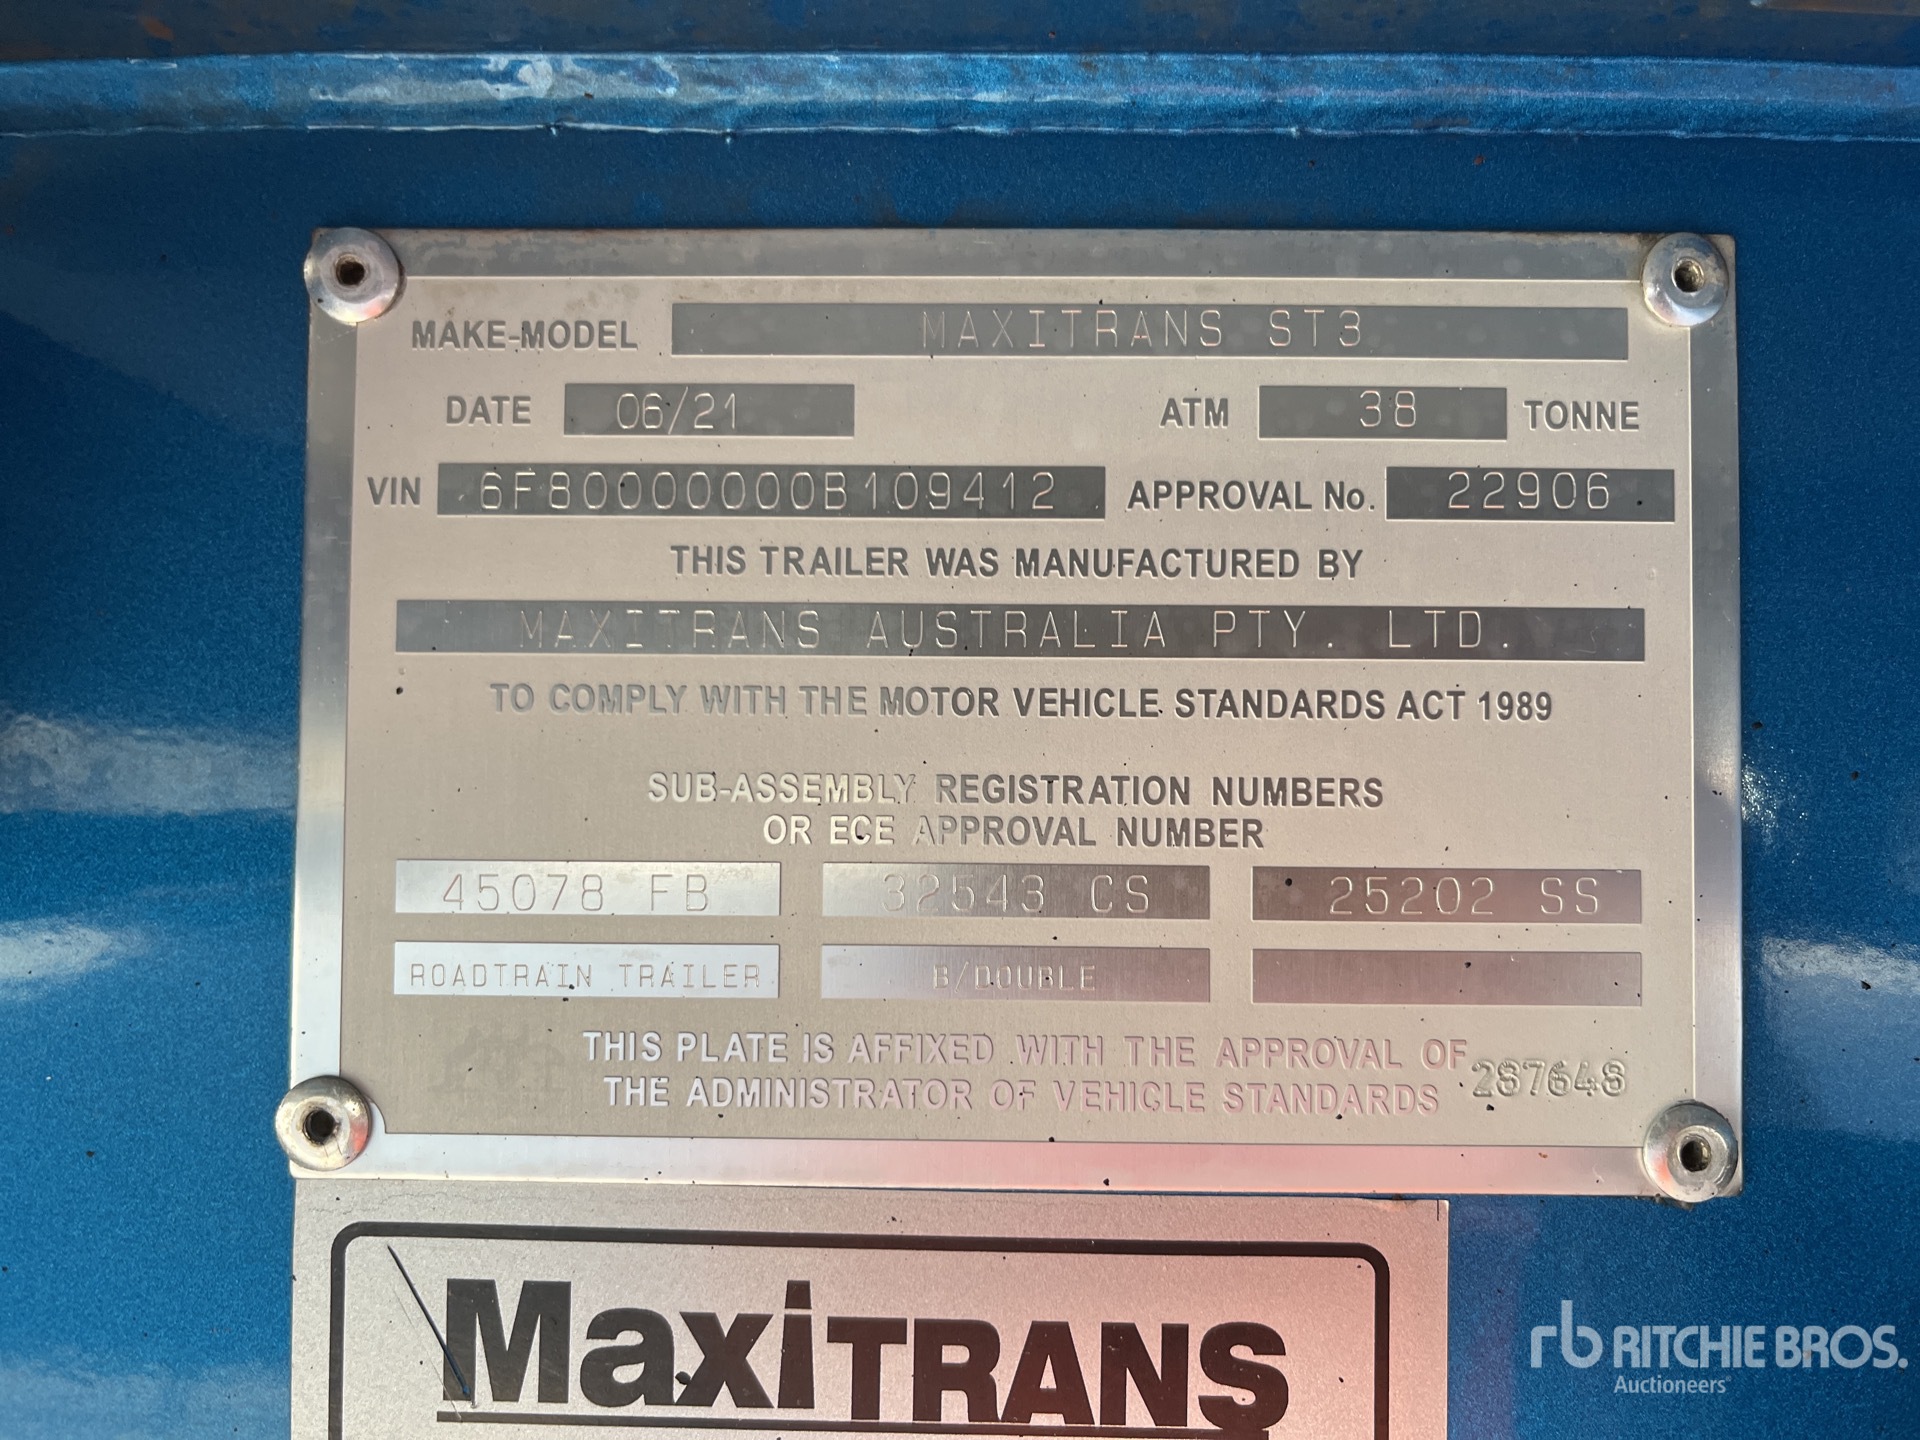 MAKE-MODEL MAXITRANS ST3
DATE 06/21 ATM 38 TONNE
VIN 6F80000000B109412 APPROVAL No. 22906
THIS TRAILER WAS MANUFACTURED BY
MAXITRANS AUSTRALIA PTY. LTD.
TO COMPLY WITH THE MOTOR VEHICLE STANDARDS ACT 1989
SUB-ASSEMBLY REGISTRATION NUMBERS
OR ECE APPROVAL NUMBER
45078 FB 32543 CS 25202 SS
ROADTRAIN TRAILER B/DOUBLE
THIS PLATE IS AFFIXED WITH THE APPROVAL OF
THE ADMINISTRATOR OF VEHICLE STANDARDS 287648
MaxiTRANS
rb RITCHIE BROS.
Auctioneers